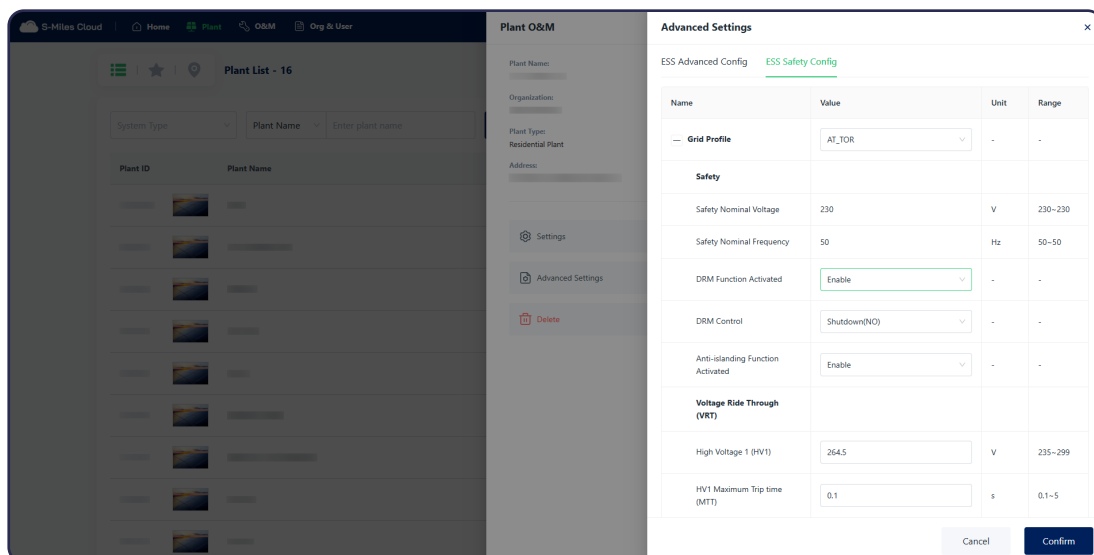 S-Miles Cloud
Home
Plant
O&M
Org & User
Plant List - 16
System Type
Plant Name
Enter plant name
Plant ID
Plant Name
Plant O&M
Plant Name:
Organization:
Plant Type:
Residential Plant
Address:
Settings
Advanced Settings
Delete
Advanced Settings
ESS Advanced Config
ESS Safety Config
Name Value Unit Range
Grid Profile AT_TOR - -
Safety
Safety Nominal Voltage 230 V 230~230
Safety Nominal Frequency 50 Hz 50~50
DRM Function Activated Enable - -
DRM Control Shutdown(NO) - -
Anti-islanding Function
Activated
Enable - -
Voltage Ride Through
(VRT)
High Voltage 1 (HV1) 264.5 V 235~299
HV1 Maximum Trip time
(MTT)
0.1 s 0.1~5
Cancel
Confirm